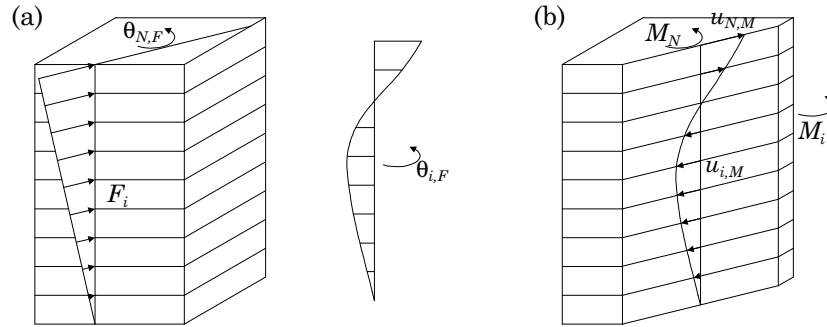 (a)
θN,F
Fi
θi,F
(b)
uN,M
MN
Mi
ui,M